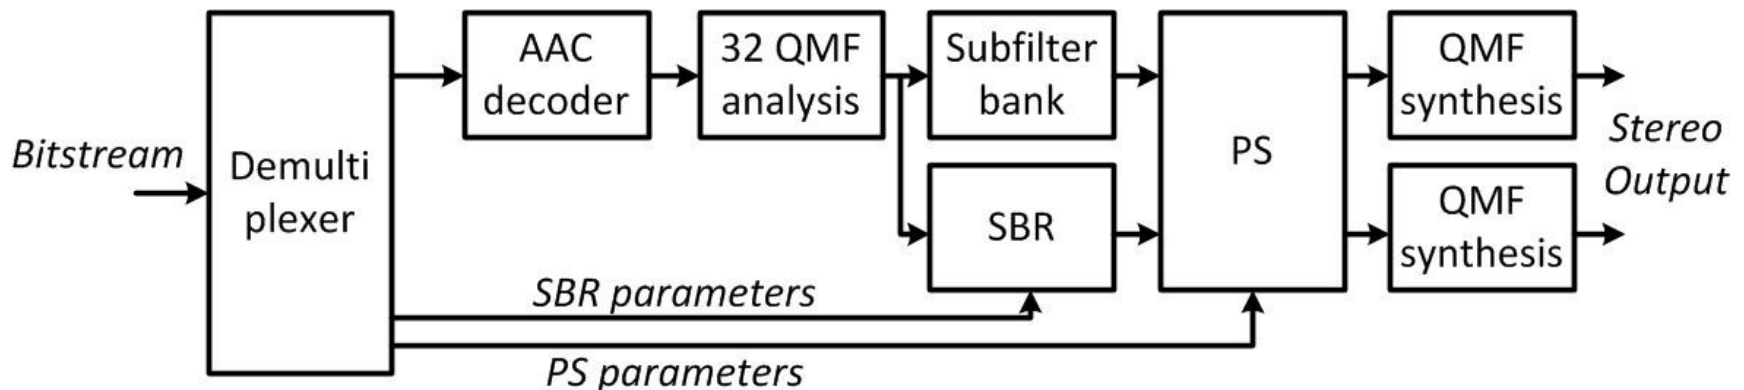 Bitstream
Demulti
plexer
AAC
decoder
32 QMF
analysis
Subfilter
bank
SBR
PS
QMF
synthesis
QMF
synthesis
Stereo
Output
SBR parameters
PS parameters